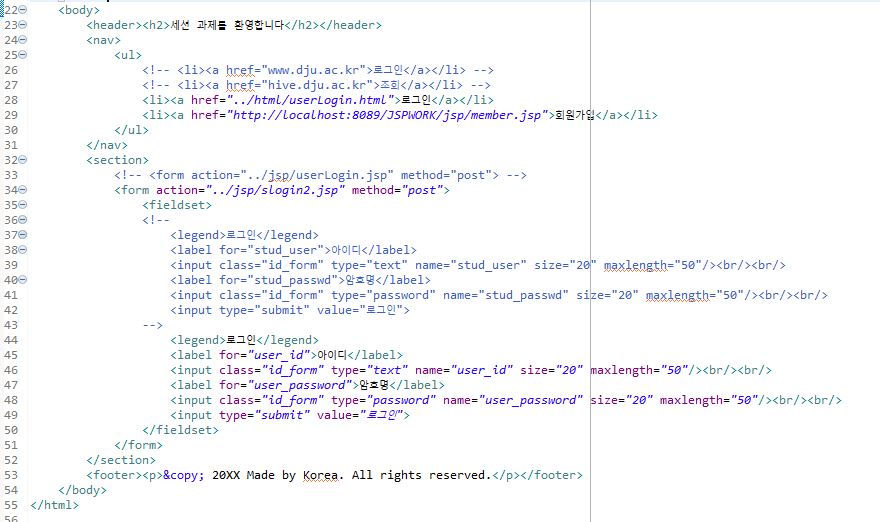 22 <body>
23 <header><h2>세션 과제를 환영합니다</h2></header>
24 <nav>
25 <ul>
26 <!-- <li><a href="www.dju.ac.kr">로그인</a></li> -->
27 <!-- <li><a href="hive.dju.ac.kr">조회</a></li> -->
28 <li><a href="../html/userLogin.html">로그인</a></li>
29 <li><a href="http://localhost:8089/JSPWORK/jsp/member.jsp">회원가입</a></li>
30 </ul>
31 </nav>
32 <section>
33 <!-- <form action="../jsp/userLogin.jsp" method="post"> -->
34 <form action="../jsp/slogin2.jsp" method="post">
35 <fieldset>
36 <!--
37 <legend>로그인</legend>
38 <label for="stud_user">아이디</label>
39 <input class="id_form" type="text" name="stud_user" size="20" maxlength="50"/><br/><br/>
40 <label for="stud_passwd">암호명</label>
41 <input class="id_form" type="password" name="stud_passwd" size="20" maxlength="50"/><br/><br/>
42 <input type="submit" value="로그인">
43 -->
44 <legend>로그인</legend>
45 <label for="user_id">아이디</label>
46 <input class="id_form" type="text" name="user_id" size="20" maxlength="50"/><br/><br/>
47 <label for="user_password">암호명</label>
48 <input class="id_form" type="password" name="user_password" size="20" maxlength="50"/><br/><br/>
49 <input type="submit" value="로그인">
50 </fieldset>
51 </form>
52 </section>
53 <footer><p>&copy; 20XX Made by Korea. All rights reserved.</p></footer>
54 </body>
55 </html>
56